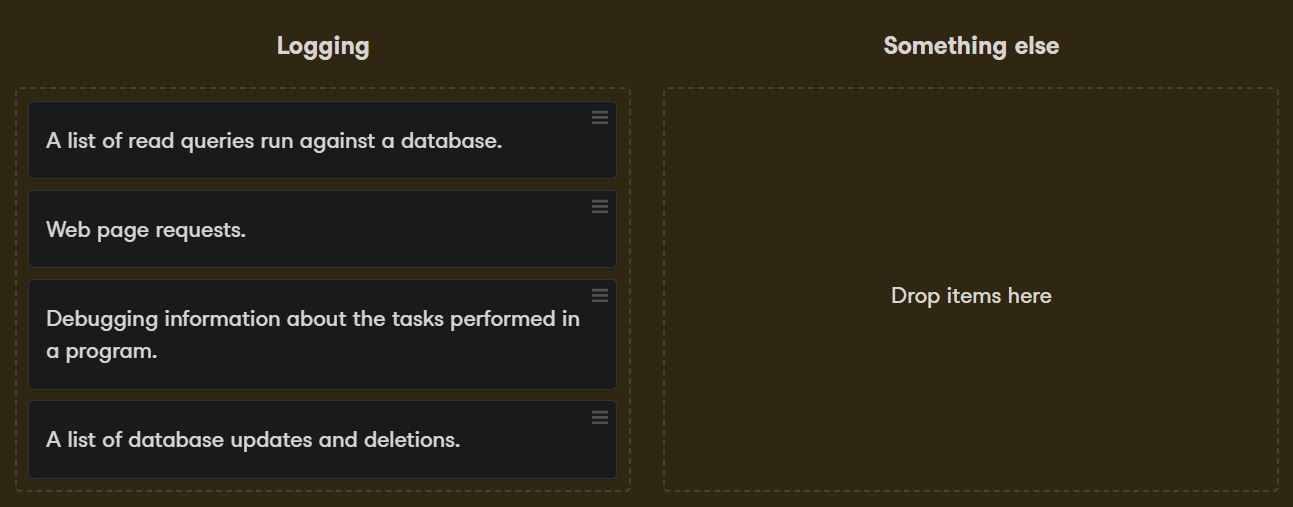 Logging
Something else
A list of read queries run against a database.
Web page requests.
Debugging information about the tasks performed in
a program.
A list of database updates and deletions.
Drop items here